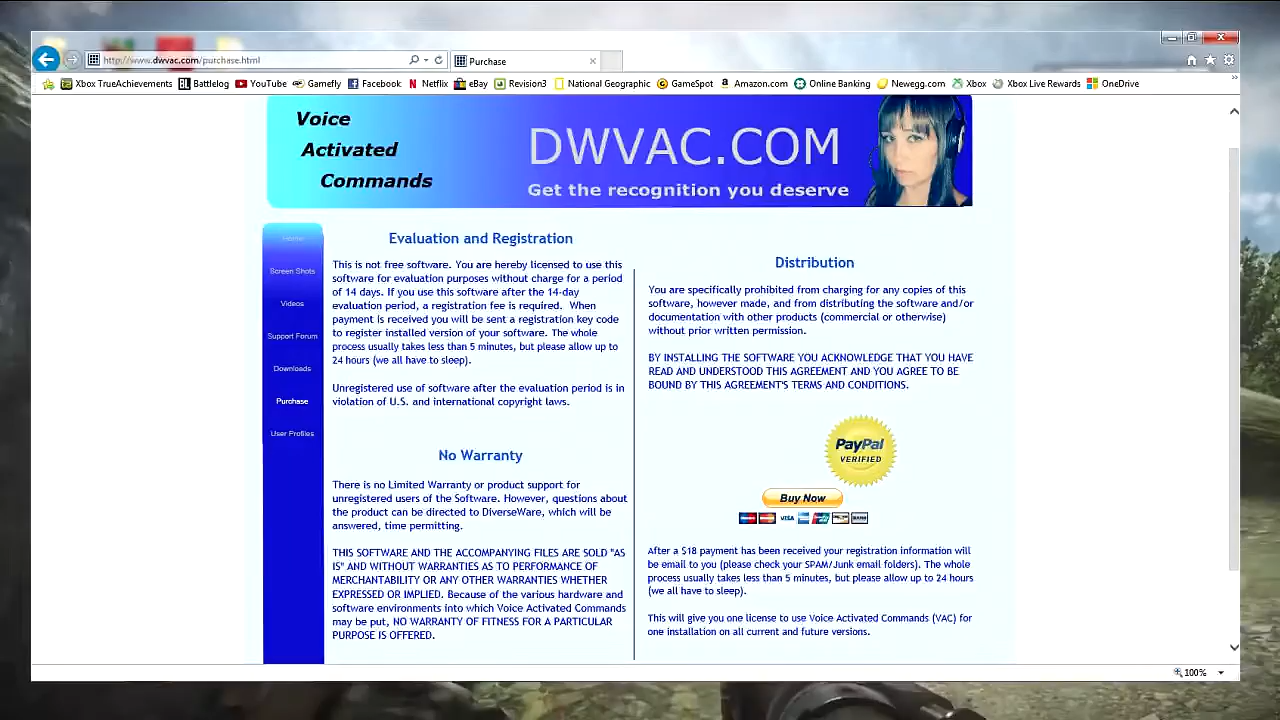 http://www.dwvac.com/purchase.html
Purchase
Xbox TrueAchievements
Battlelog
YouTube
Gamefly
Facebook
Netflix
eBay
Revision3
National Geographic
GameSpot
Amazon.com
Online Banking
Newegg.com
Xbox
Xbox Live Rewards
OneDrive
Voice
Activated
Commands
DWVAC.COM
Get the recognition you deserve
Home
Screen Shots
Videos
Support Forum
Downloads
Purchase
User Profiles
Evaluation and Registration
This is not free software. You are hereby licensed to use this
software for evaluation purposes without charge for a period
of 14 days. If you use this software after the 14-day
evaluation period, a registration fee is required. When
payment is received you will be sent a registration key code
to register installed version of your software. The whole
process usually takes less than 5 minutes, but please allow up to
24 hours (we all have to sleep).
Unregistered use of software after the evaluation period is in
violation of U.S. and international copyright laws.
No Warranty
There is no Limited Warranty or product support for
unregistered users of the Software. However, questions about
the product can be directed to DiverseWare, which will be
answered, time permitting.
THIS SOFTWARE AND THE ACCOMPANYING FILES ARE SOLD "AS
IS" AND WITHOUT WARRANTIES AS TO PERFORMANCE OF
MERCHANTABILITY OR ANY OTHER WARRANTIES WHETHER
EXPRESSED OR IMPLIED. Because of the various hardware and
software environments into which Voice Activated Commands
may be put, NO WARRANTY OF FITNESS FOR A PARTICULAR
PURPOSE IS OFFERED.
Distribution
You are specifically prohibited from charging for any copies of this
software, however made, and from distributing the software and/or
documentation with other products (commercial or otherwise)
without prior written permission.
BY INSTALLING THE SOFTWARE YOU ACKNOWLEDGE THAT YOU HAVE
READ AND UNDERSTOOD THIS AGREEMENT AND YOU AGREE TO BE
BOUND BY THIS AGREEMENT'S TERMS AND CONDITIONS.
PayPal
VERIFIED
Buy Now
VISA
After a $18 payment has been received your registration information will
be email to you (please check your SPAM/Junk email folders). The whole
process usually takes less than 5 minutes, but please allow up to 24 hours
(we all have to sleep).
This will give you one license to use Voice Activated Commands (VAC) for
one installation on all current and future versions.
100%